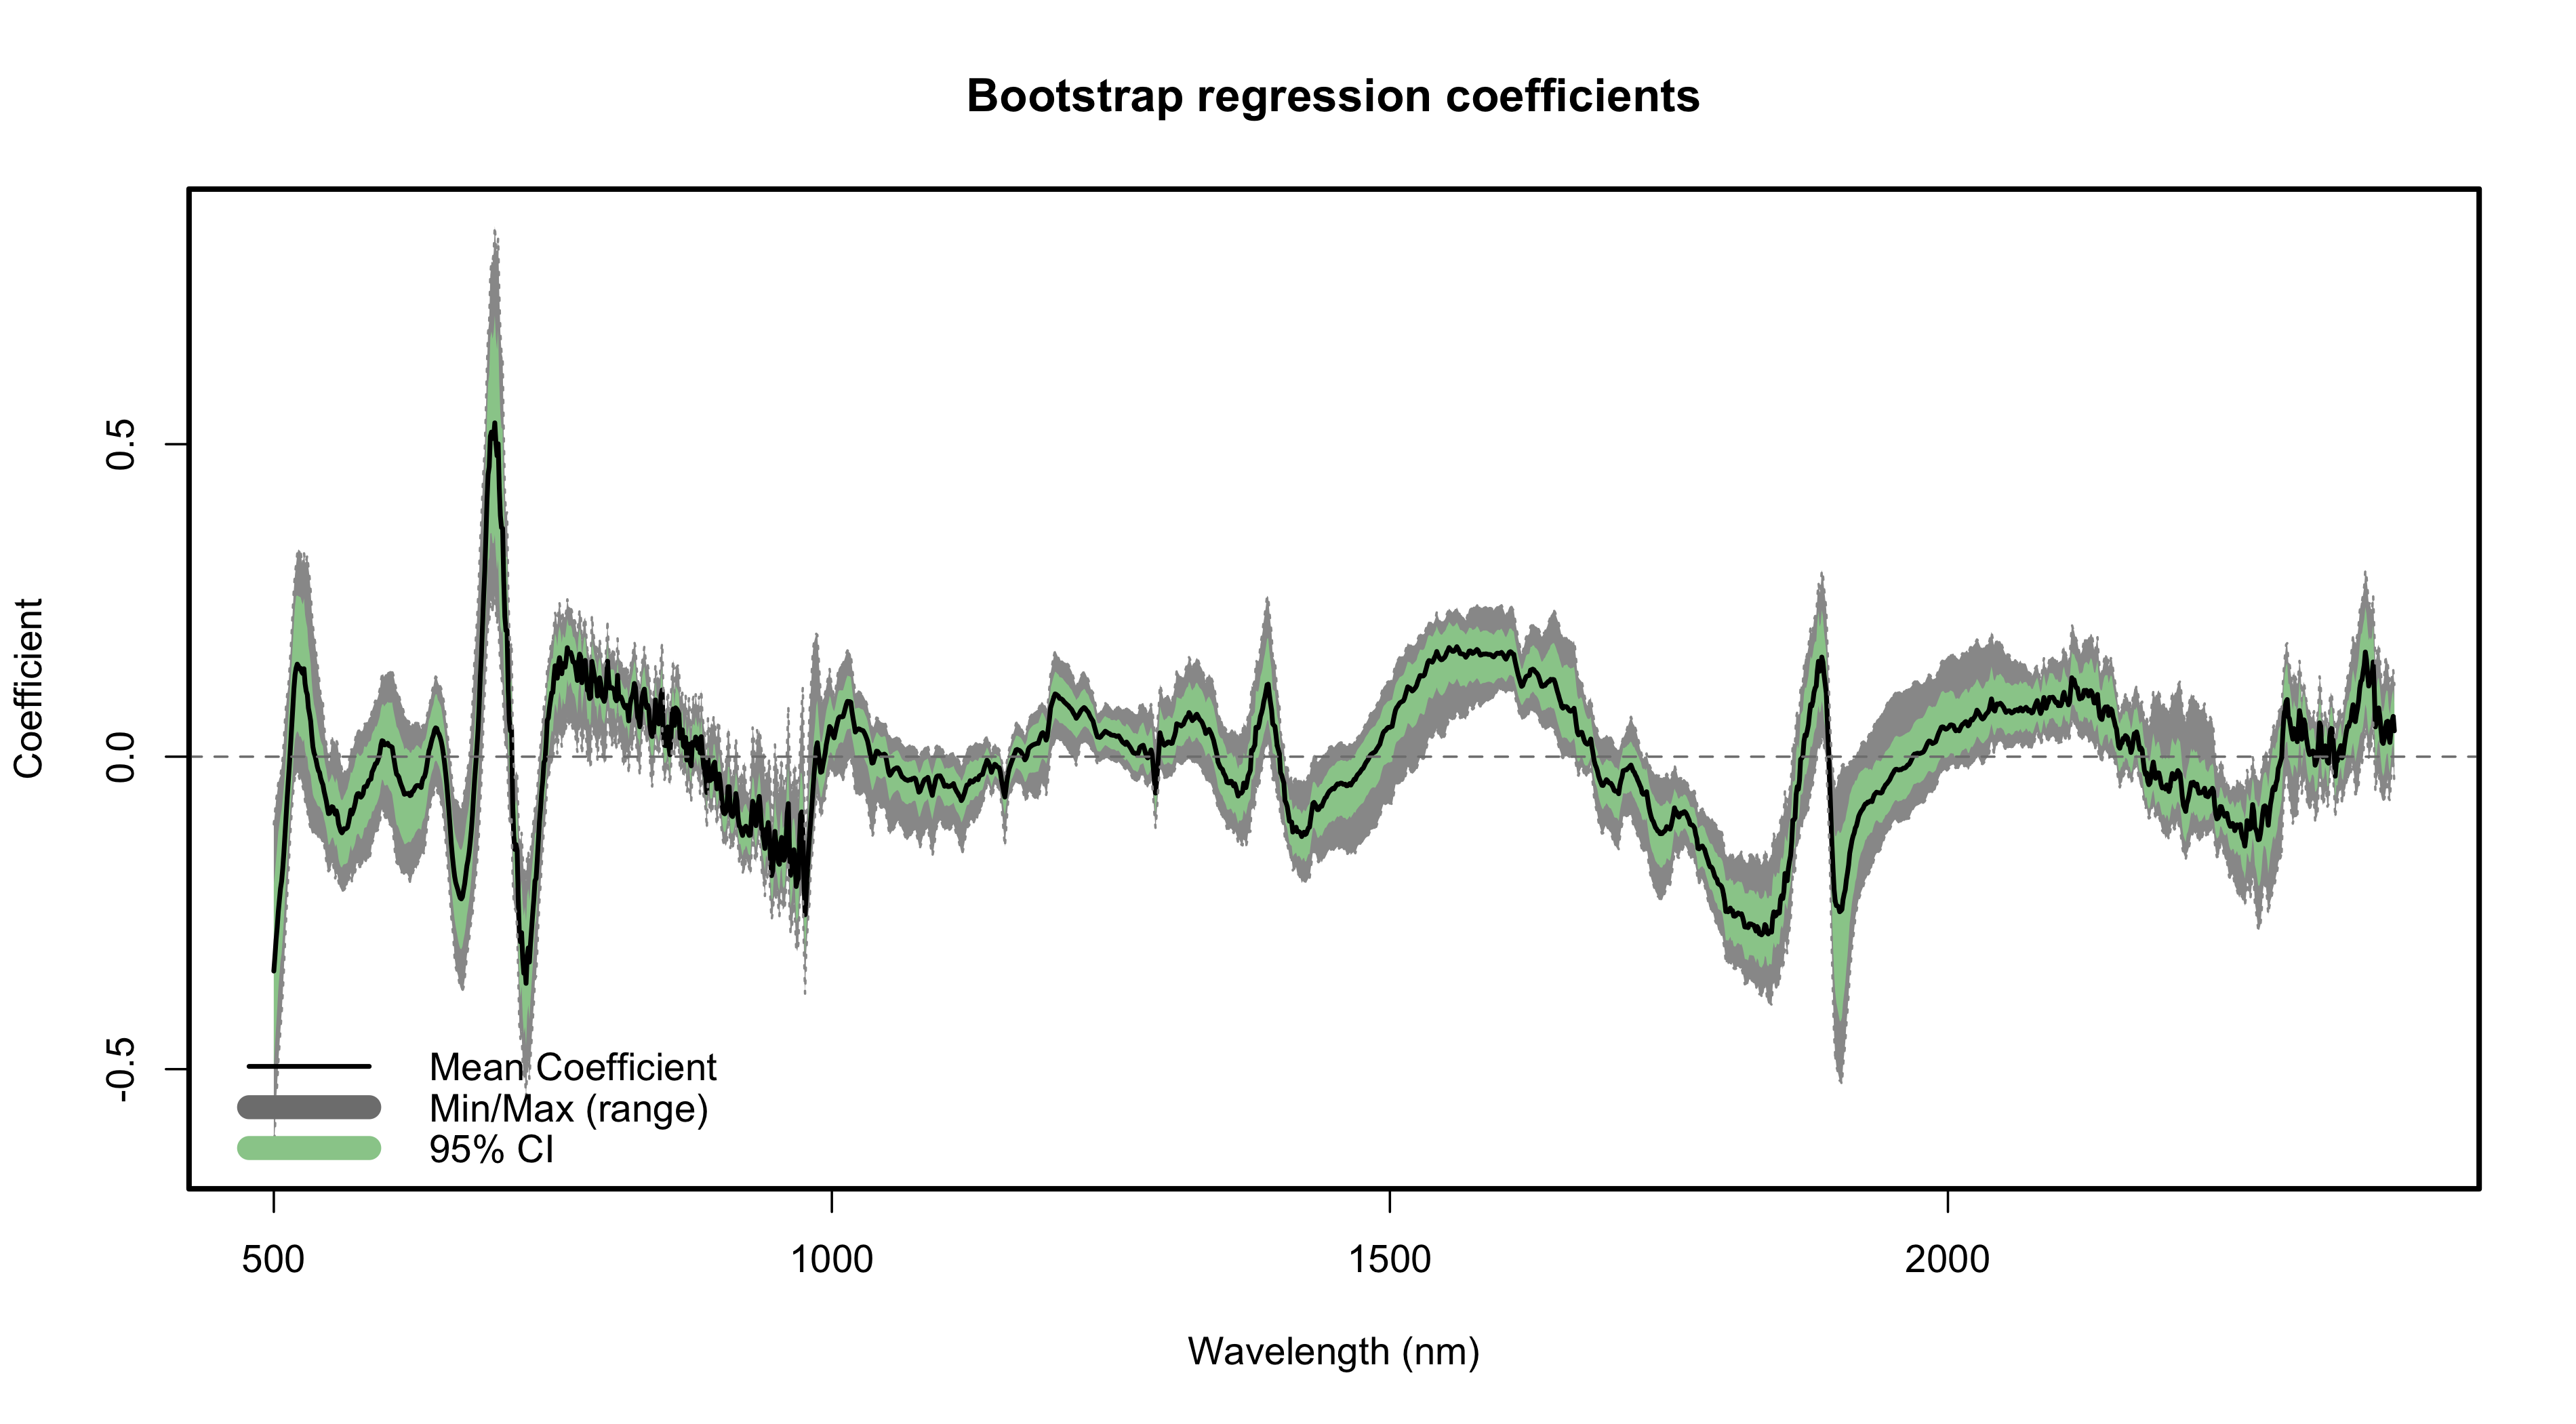 Bootstrap regression coefficients
Coefficient
0.5
0.0
-0.5
Mean Coefficient
Min/Max (range)
95% CI
500
1000
1500
2000
Wavelength (nm)